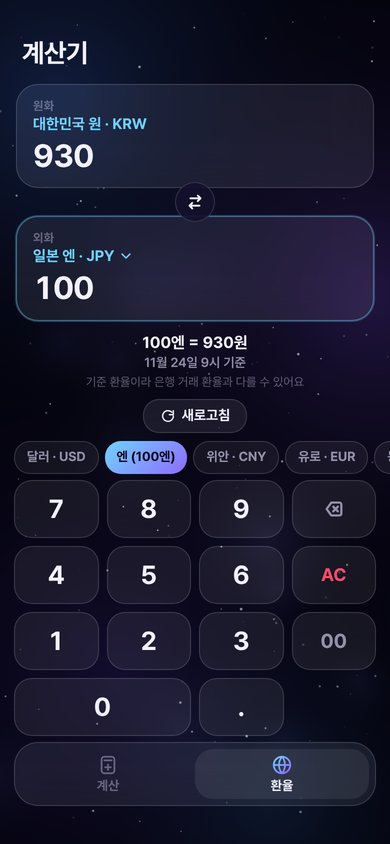 계산기
원화
대한민국 원 · KRW
930
외화
일본 엔 · JPY
100
100엔 = 930원
11월 24일 9시 기준
기준 환율이라 은행 거래 환율과 다를 수 있어요
새로고침
달러 · USD 엔 (100엔) 위안 · CNY 유로 · EUR
7 8 9
4 5 6 AC
1 2 3 00
0 .
계산 환율